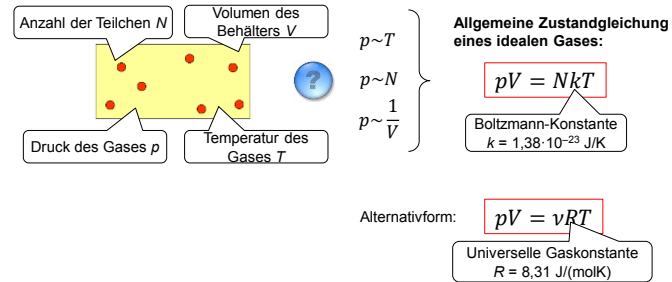 Anzahl der Teilchen N
Volumen des
Behälters V
?
Druck des Gases p
Temperatur des
Gases T
p~T
p~N
p~1/V
Allgemeine Zustandgleichung
eines idealen Gases:
pV = NkT
Boltzmann-Konstante
k = 1,38·10⁻²³ J/K
Alternativform:
pV = νRT
Universelle Gaskonstante
R = 8,31 J/(molK)